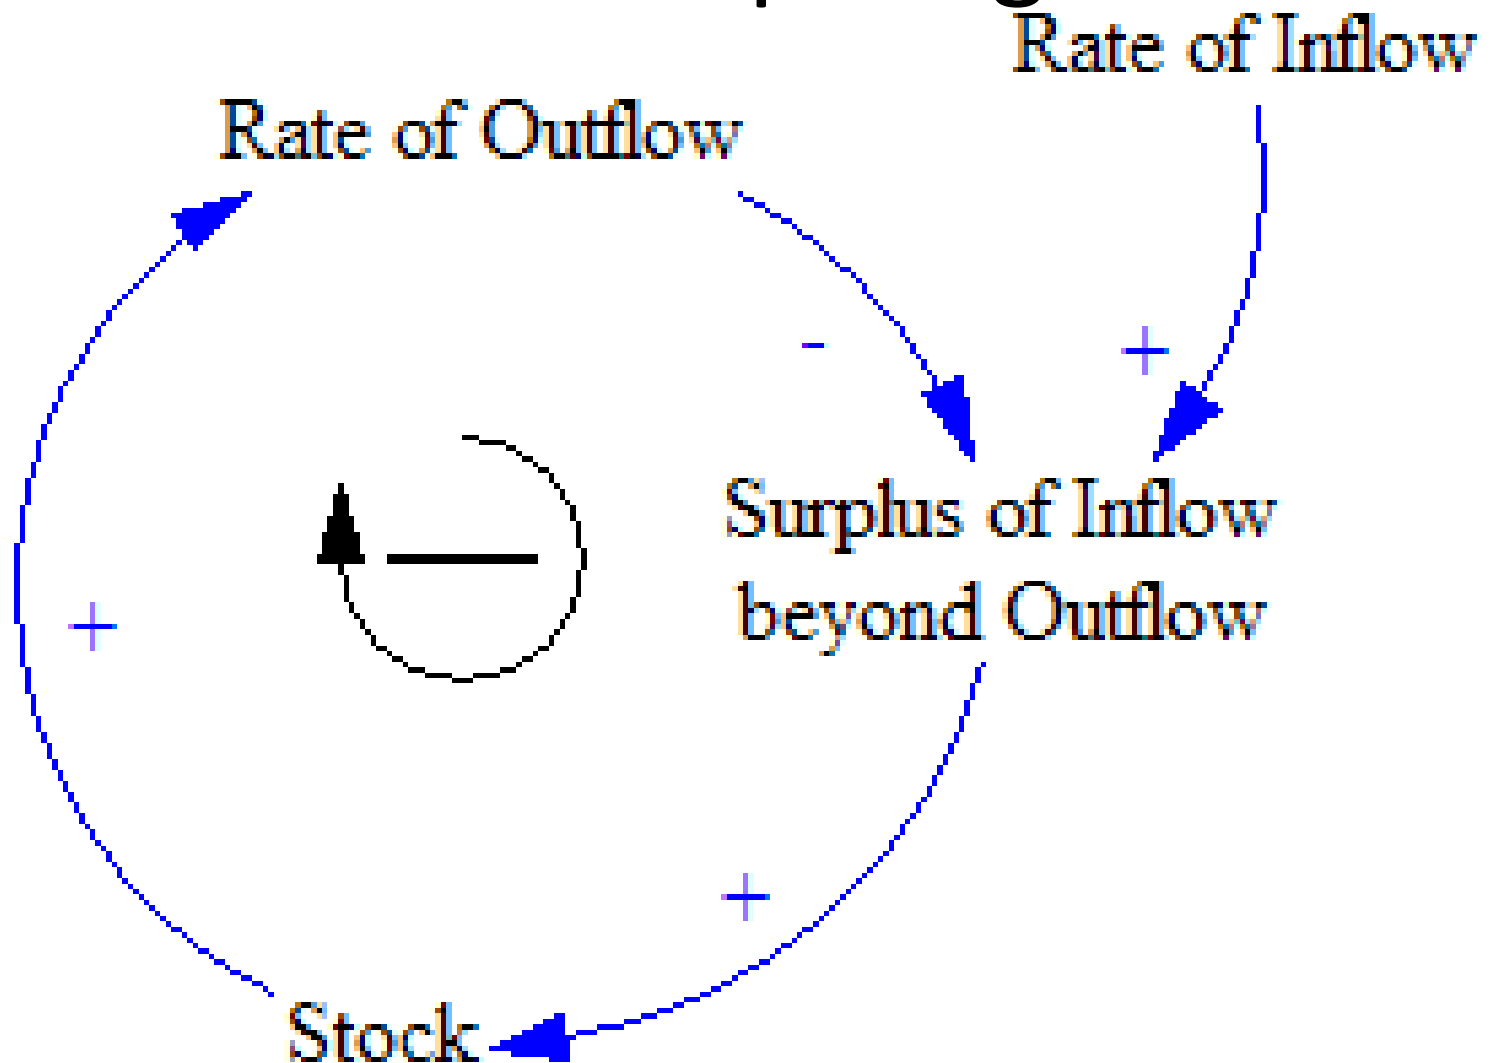 Rate of Inflow
Rate of Outflow
-
+
Surplus of Inflow
beyond Outflow
+
+
Stock